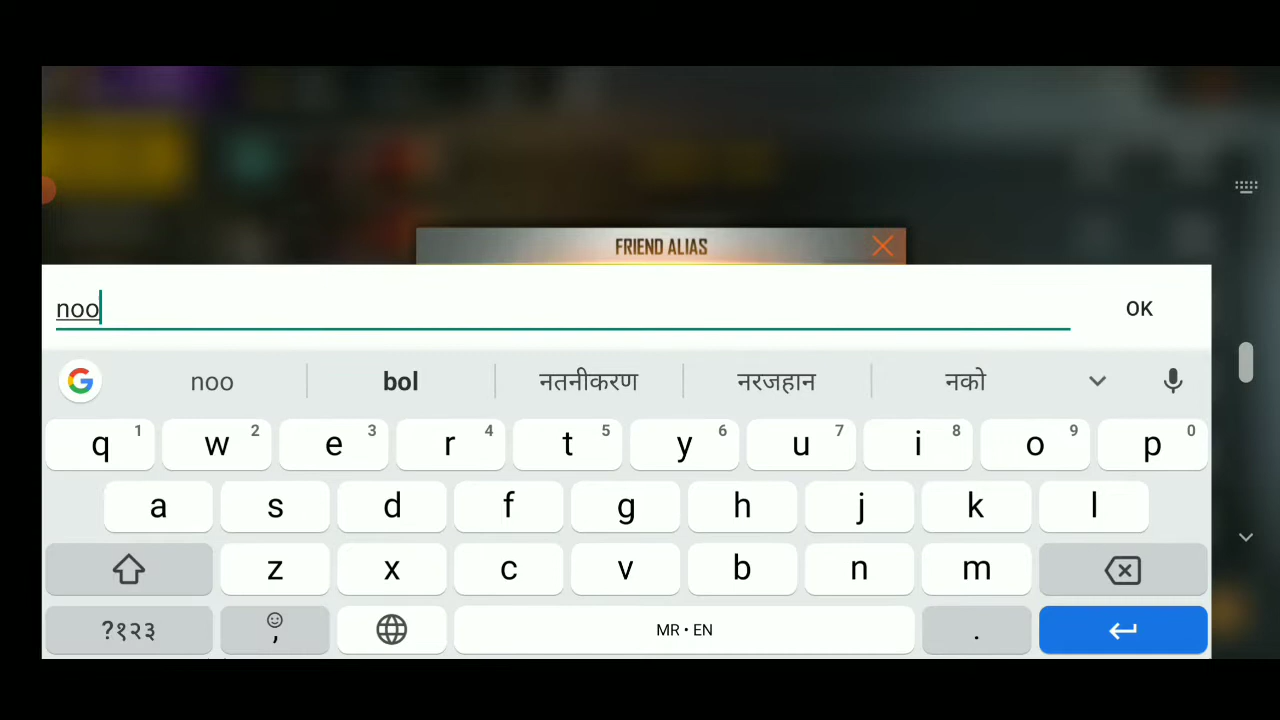 FRIEND ALIAS
noo
OK
noo bol नतनीकरण नरजहान नको
q 1 w 2 e 3 r 4 t 5 y 6 u 7 i 8 o 9 p 0
a s d f g h j k l
z x c v b n m
?१२३ , MR • EN .